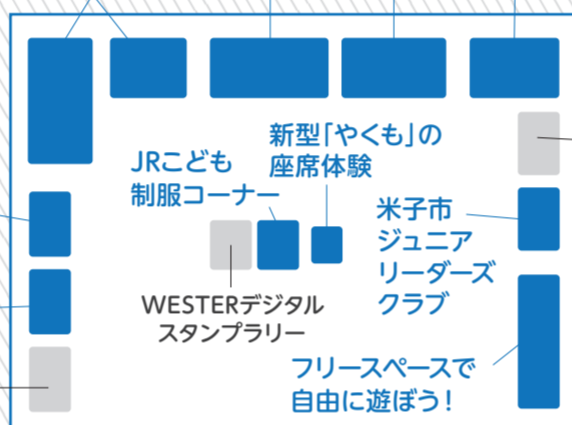 新型「やくも」の
座席体験
JRこども
制服コーナー
米子市
ジュニア
リーダーズ
クラブ
WESTERデジタル
スタンプラリー
フリースペースで
自由に遊ぼう!